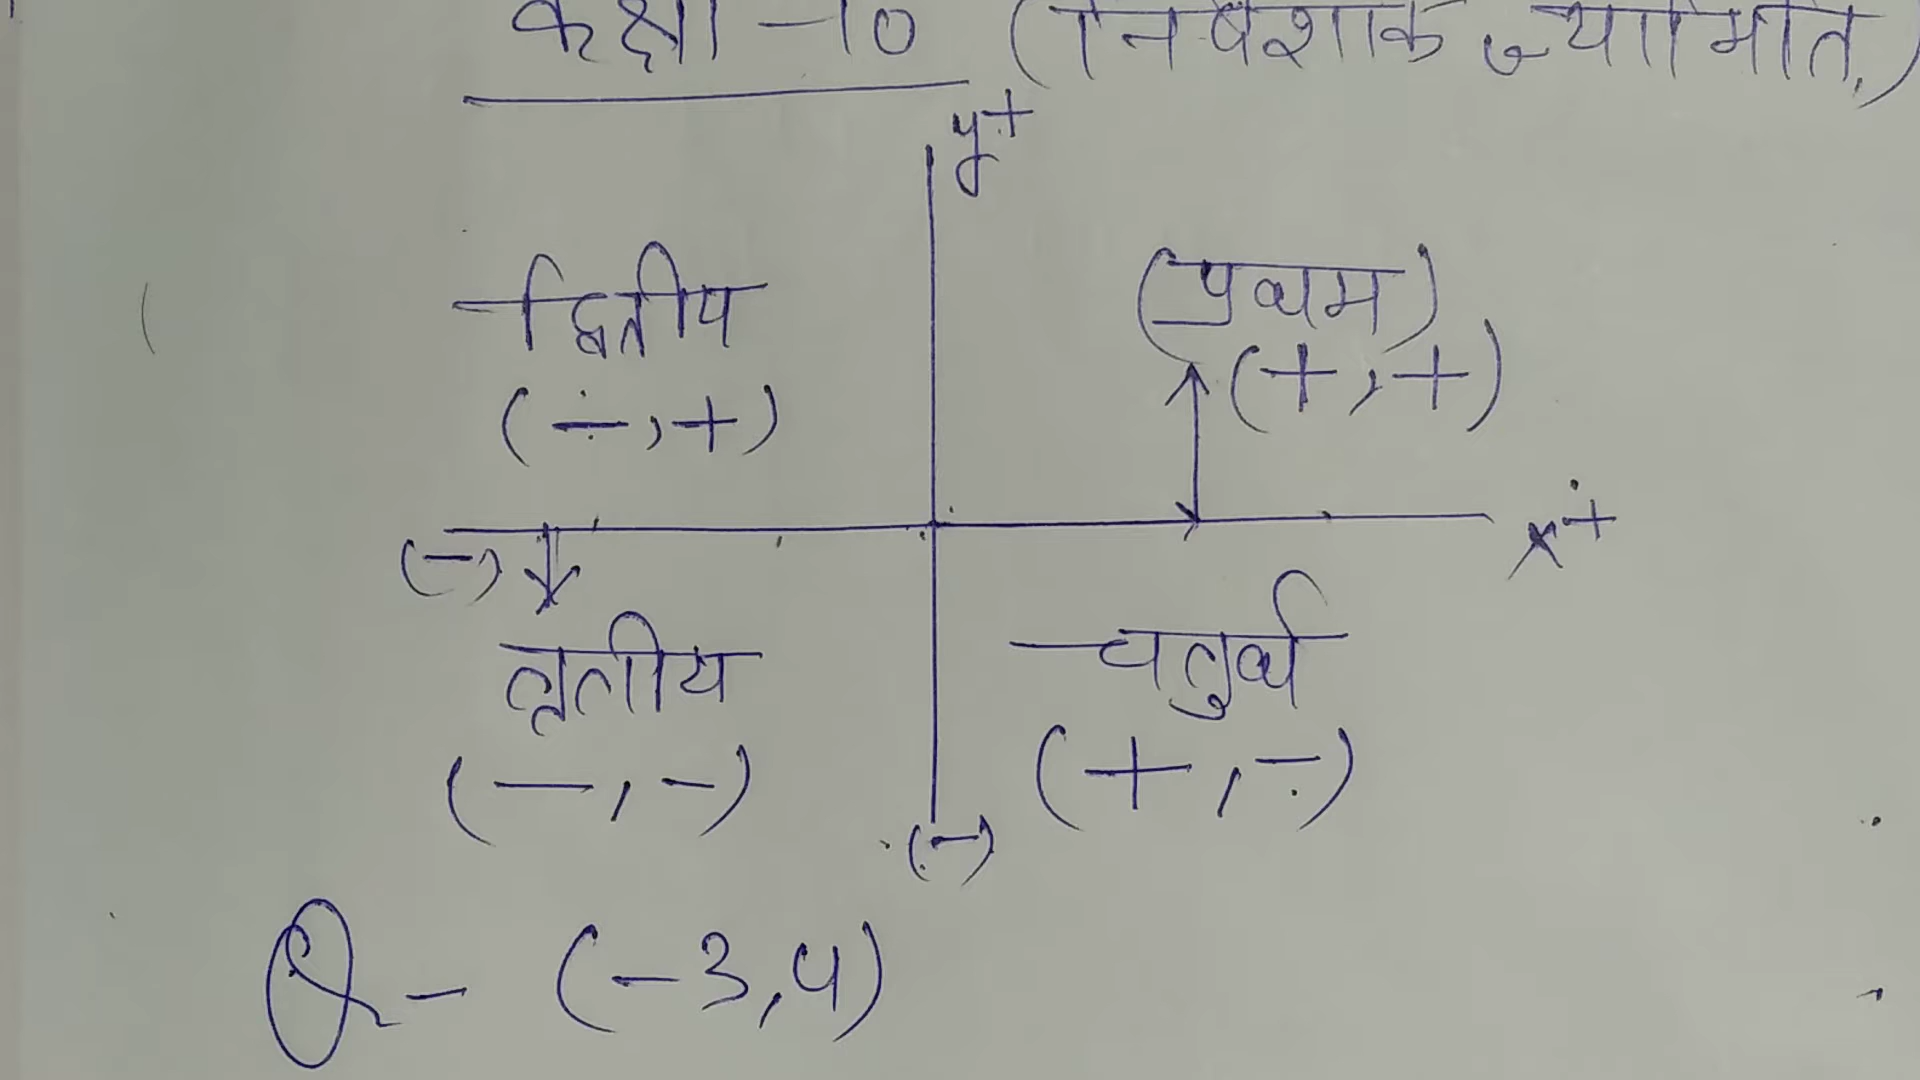 कक्षा -10 (निर्देशांक ज्यामिति)
y+
द्वितीय (प्रथम)
(-,+) (+,+)
(-) x+
तृतीय चतुर्थ
(-,-) (+,-)
(-)
Q- (-3,4)